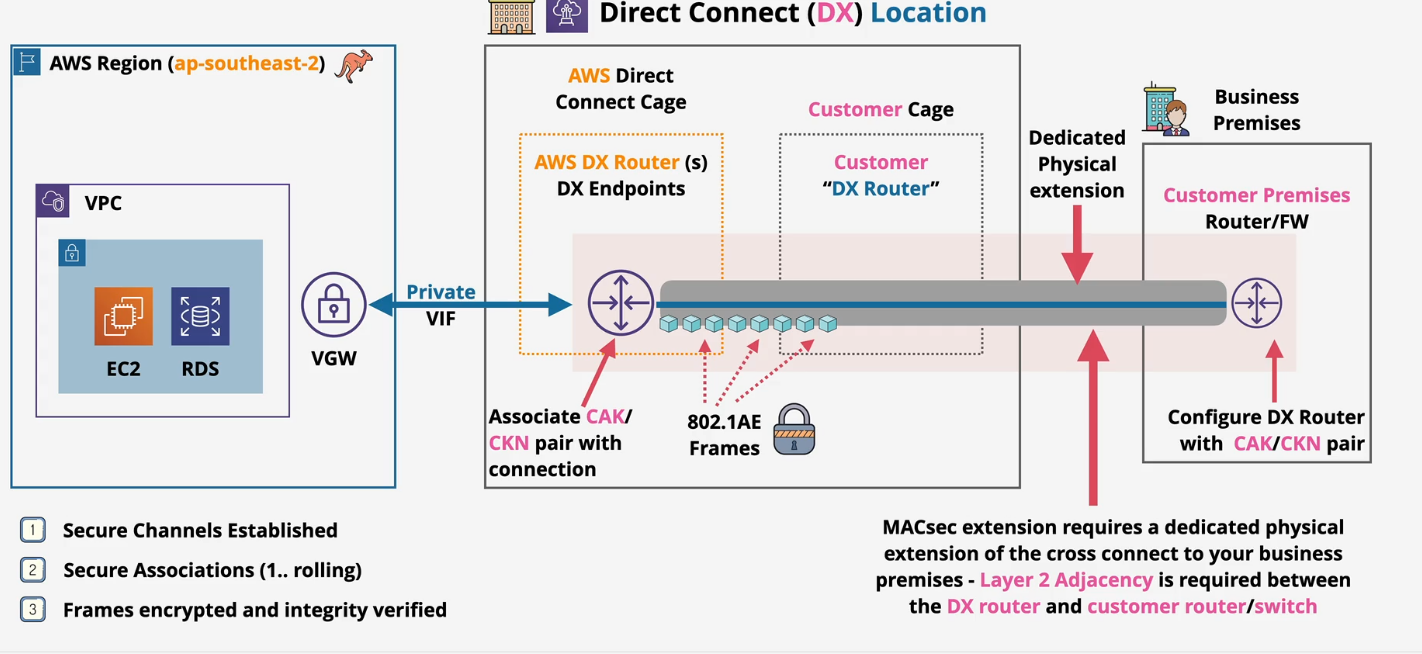 Direct Connect (DX) Location
AWS Region (ap-southeast-2)
VPC
EC2
RDS
VGW
Private
VIF
AWS Direct
Connect Cage
AWS DX Router (s)
DX Endpoints
Customer Cage
Customer
“DX Router”
Dedicated
Physical
extension
Business
Premises
Customer Premises
Router/FW
Associate CAK/
CKN pair with
connection
802.1AE
Frames
Configure DX Router
with CAK/CKN pair
1 Secure Channels Established
2 Secure Associations (1.. rolling)
3 Frames encrypted and integrity verified
MACsec extension requires a dedicated physical
extension of the cross connect to your business
premises - Layer 2 Adjacency is required between
the DX router and customer router/switch